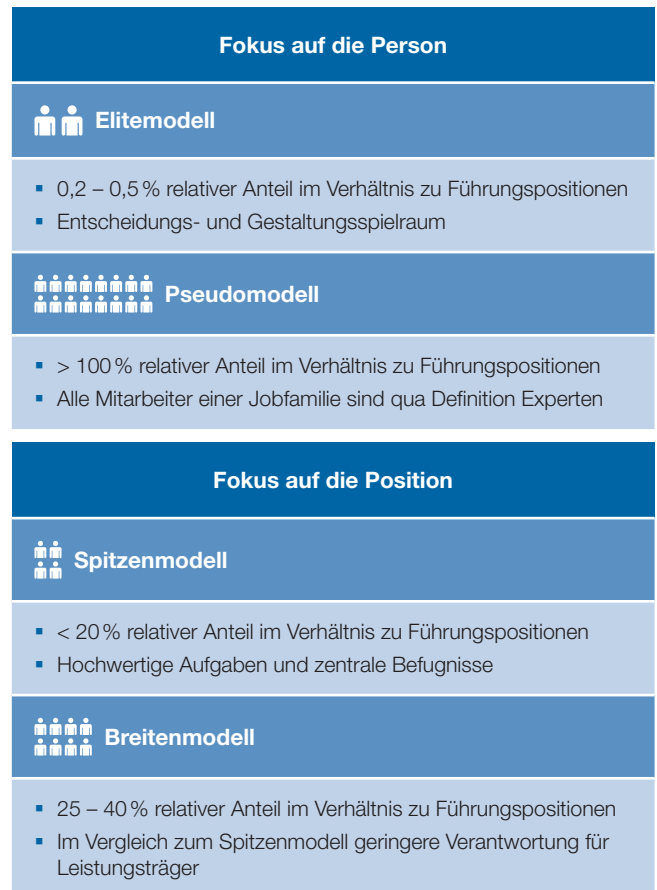 Fokus auf die Person
Elitemodell
▪ 0,2 – 0,5 % relativer Anteil im Verhältnis zu Führungspositionen
▪ Entscheidungs- und Gestaltungsspielraum
Pseudomodell
▪ > 100 % relativer Anteil im Verhältnis zu Führungspositionen
▪ Alle Mitarbeiter einer Jobfamilie sind qua Definition Experten
Fokus auf die Position
Spitzenmodell
▪ < 20 % relativer Anteil im Verhältnis zu Führungspositionen
▪ Hochwertige Aufgaben und zentrale Befugnisse
Breitenmodell
▪ 25 – 40 % relativer Anteil im Verhältnis zu Führungspositionen
▪ Im Vergleich zum Spitzenmodell geringere Verantwortung für
Leistungsträger